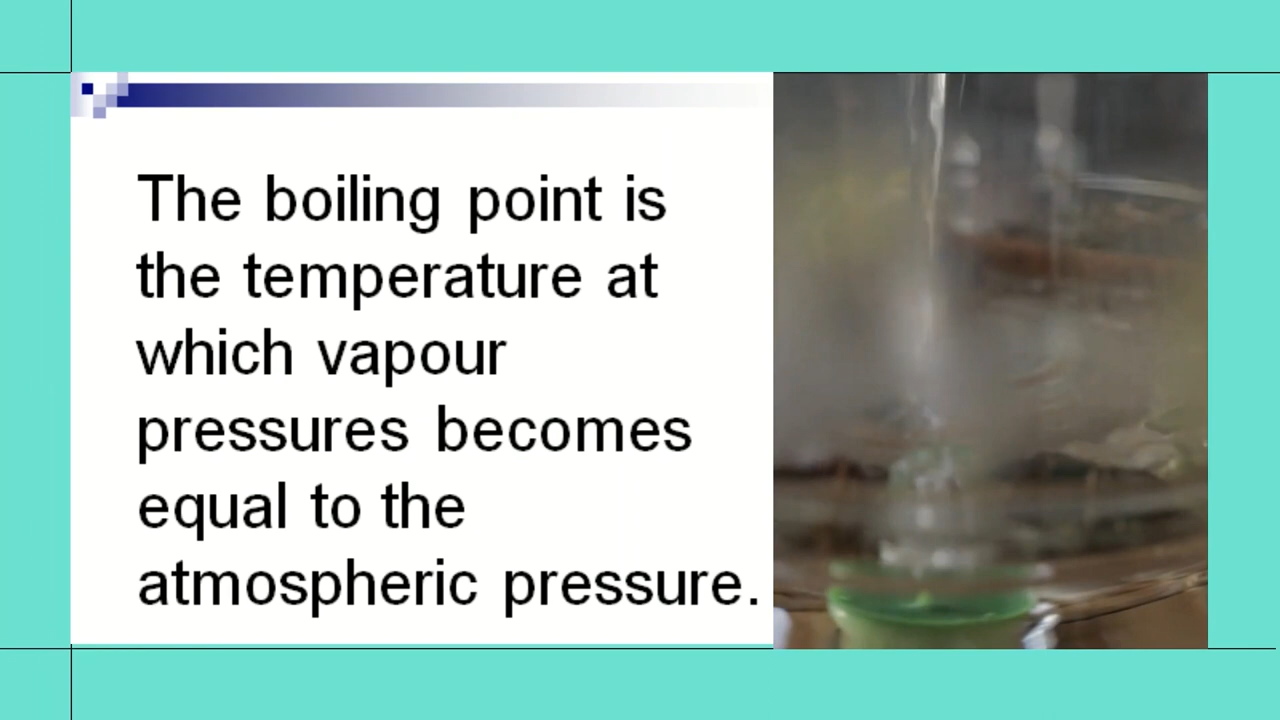 The boiling point is
the temperature at
which vapour
pressures becomes
equal to the
atmospheric pressure.